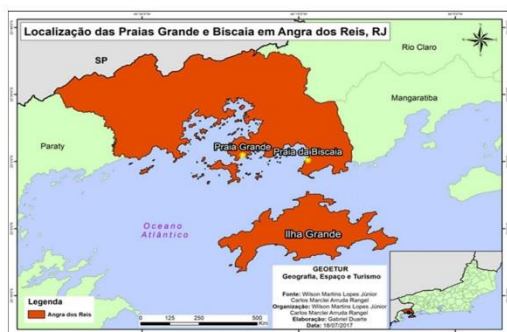 Localização das Praias Grande e Biscaia em Angra dos Reis, RJ
SP
Rio Claro
Mangaratiba
Paraty
Praia Grande
Praia da Biscaia
Oceano
Atlântico
Ilha Grande
GEOETUR
Geografia, Espaço e Turismo
Fonte: Wilson Martins Lopes Júnior
Carlos Marclei Arruda Rangel
Organização: Wilson Martins Lopes Júnior
Carlos Marclei Arruda Rangel
Elaboração: Gabriel Duarte
Data: 18/07/2017
Legenda
Angra dos Reis
0 125 250 500
Km